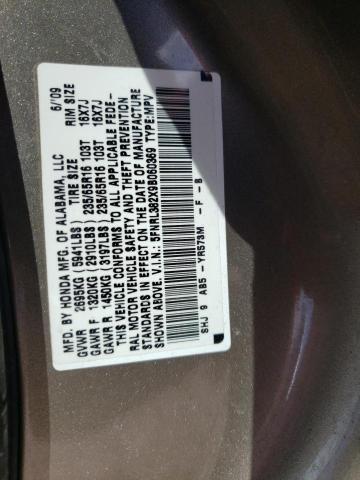 MFD. BY HONDA MFG. OF ALABAMA, LLC 6/'09
GVWR 2695KG (5941LBS) TIRE SIZE RIM SIZE
GAWR F 1320KG (2910LBS) 235/65R16 103T 16X7J
GAWR R 1450KG (3197LBS) 235/65R16 103T 16X7J
THIS VEHICLE CONFORMS TO ALL APPLICABLE FEDE-
RAL MOTOR VEHICLE SAFETY AND THEFT PREVENTION
STANDARDS IN EFFECT ON THE DATE OF MANUFACTURE
SHOWN ABOVE. V.I.N.: 5FNRL382X9B060369 TYPE:MPV
SHJ 9 AB5 -YR573M -F -B